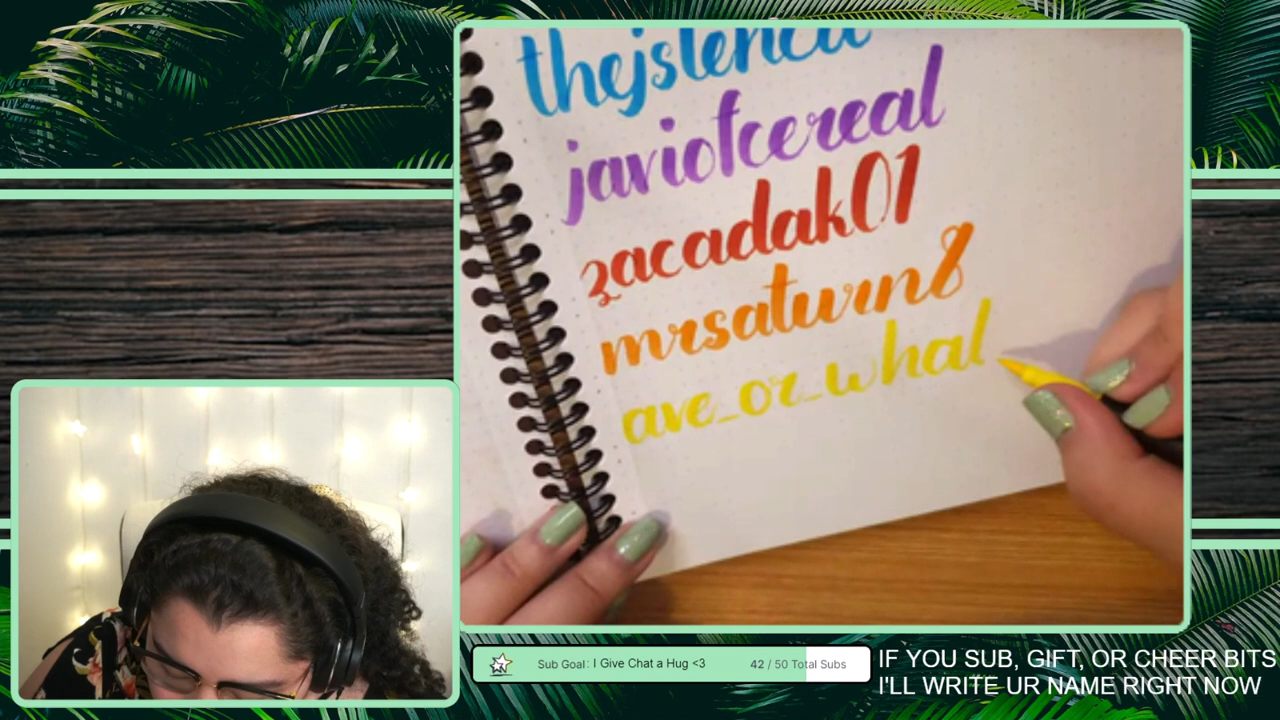 javiofcereal
zacadak01
mrsaturn8
ave_or_whal
Sub Goal: I Give Chat a Hug <3 42 / 50 Total Subs
IF YOU SUB, GIFT, OR CHEER BITS
I'LL WRITE UR NAME RIGHT NOW